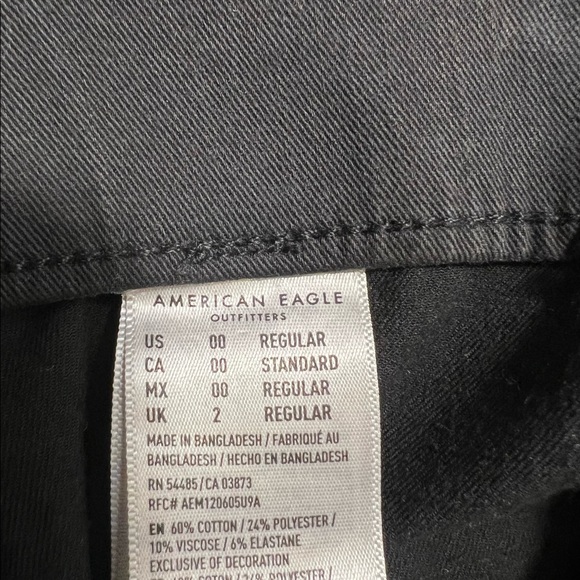 AMERICAN EAGLE
OUTFITTERS
US 00 REGULAR
CA 00 STANDARD
MX 00 REGULAR
UK 2 REGULAR
MADE IN BANGLADESH / FABRIQUÉ AU
BANGLADESH / HECHO EN BANGLADESH
RN 54485 / CA 03873
RFC# AEM120605U9A
EN 60% COTTON / 24% POLYESTER /
10% VISCOSE / 6% ELASTANE
EXCLUSIVE OF DECORATION